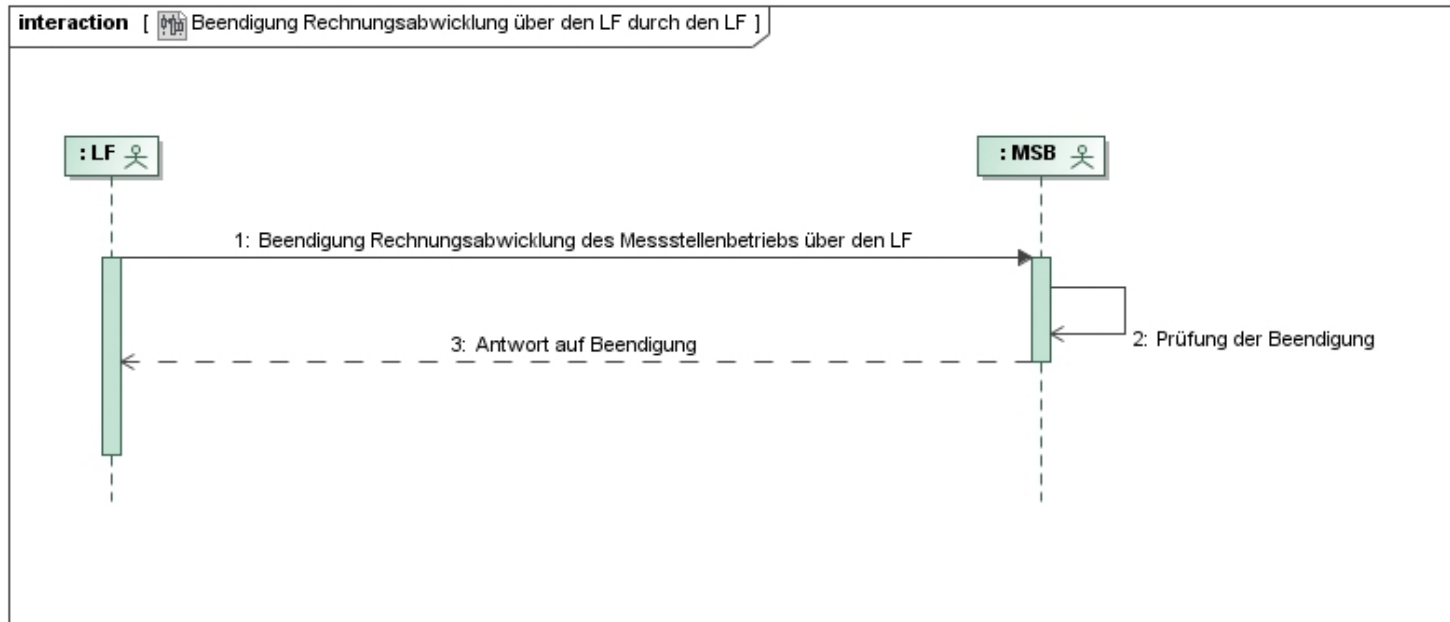 interaction [ Beendigung Rechnungsabwicklung über den LF durch den LF ]
: LF
: MSB
1: Beendigung Rechnungsabwicklung des Messstellenbetriebs über den LF
2: Prüfung der Beendigung
3: Antwort auf Beendigung